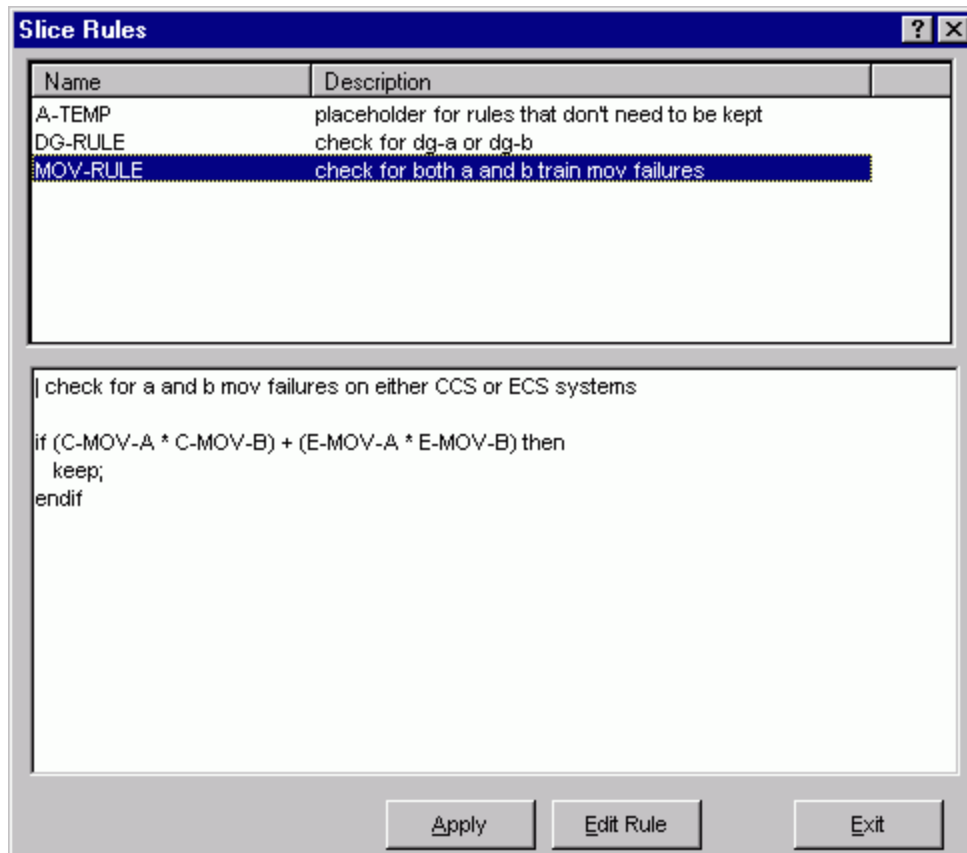 Slice Rules
Name Description
A-TEMP placeholder for rules that don't need to be kept
DG-RULE check for dg-a or dg-b
MOV-RULE check for both a and b train mov failures
| check for a and b mov failures on either CCS or ECS systems
if (C-MOV-A * C-MOV-B) + (E-MOV-A * E-MOV-B) then
keep;
endif
Apply Edit Rule Exit